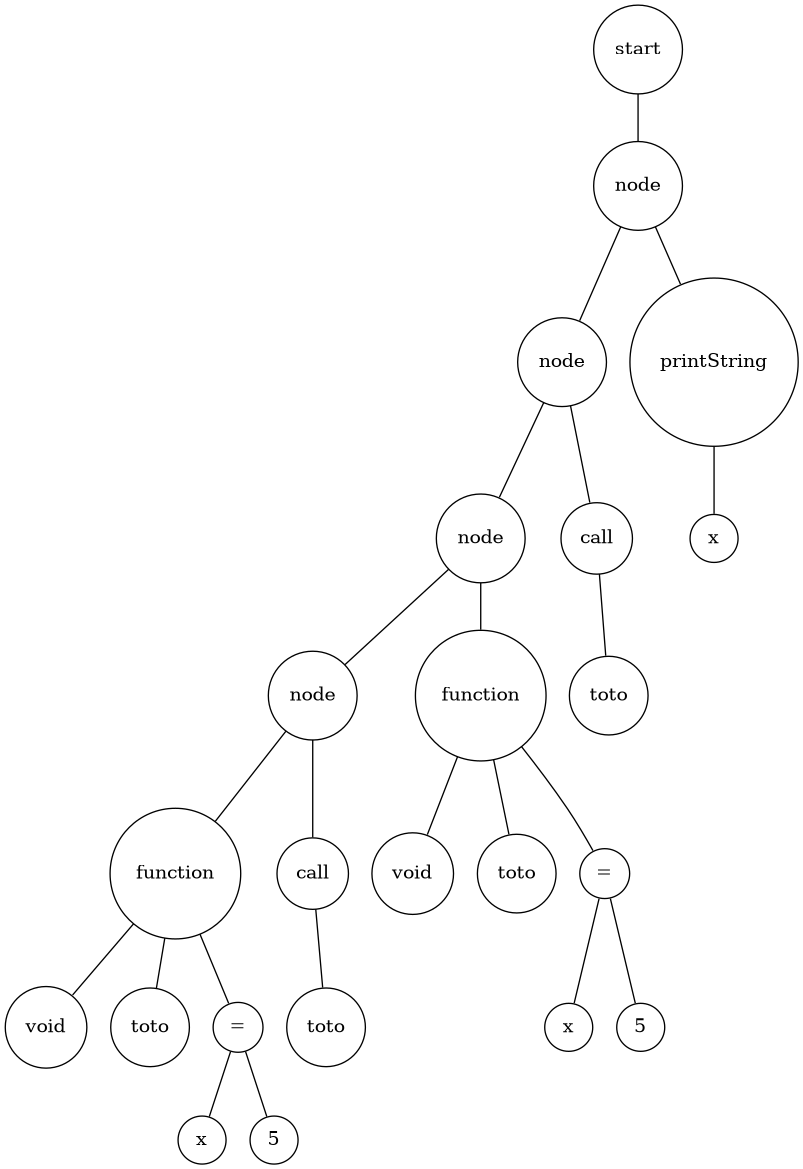 start
node
node
printString
node
call
x
node
function
toto
function
call
void
toto
=
void
toto
=
toto
x
5
x
5